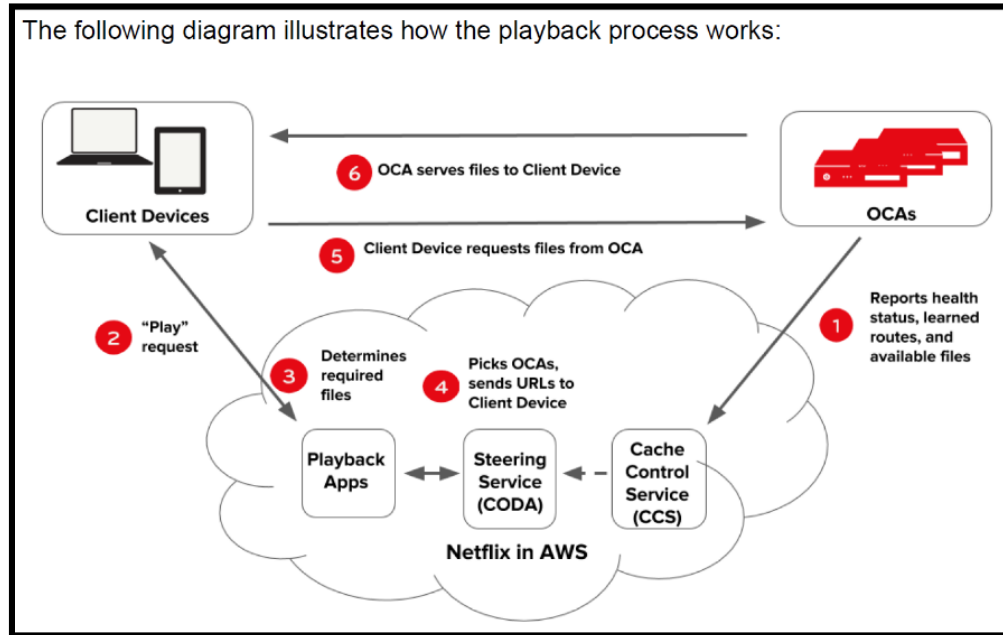 The following diagram illustrates how the playback process works:
Client Devices
6 OCA serves files to Client Device
OCAs
5 Client Device requests files from OCA
1 Reports health
status, learned
routes, and
available files
2 "Play"
request
3 Determines
required
files
4 Picks OCAs,
sends URLs to
Client Device
Playback
Apps
Steering
Service
(CODA)
Cache
Control
Service
(CCS)
Netflix in AWS